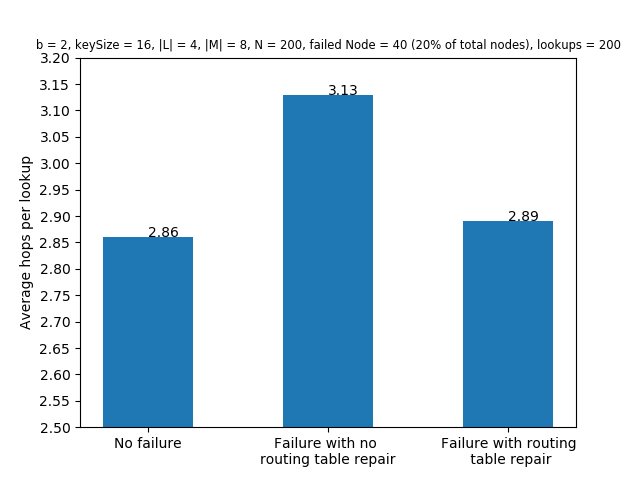 b = 2, keySize = 16, |L| = 4, |M| = 8, N = 200, failed Node = 40 (20% of total nodes), lookups = 200
3.20
3.15
3.10
3.05
3.00
2.95
2.90
2.85
2.80
2.75
2.70
2.65
2.60
2.55
2.50
Average hops per lookup
2.86
3.13
2.89
No failure
Failure with no
routing table repair
Failure with routing
table repair